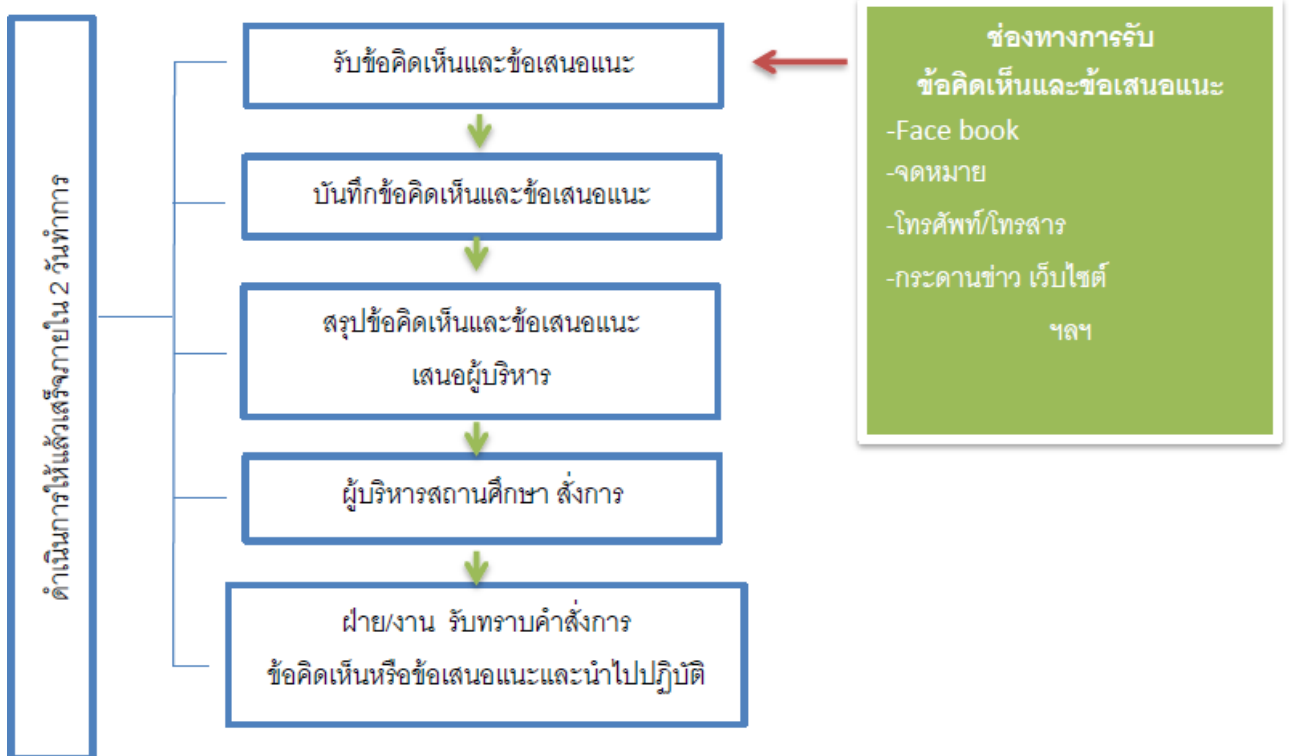 ดำเนินการให้แล้วเสร็จภายใน 2 วันทำการ
รับข้อคิดเห็นและข้อเสนอแนะ
บันทึกข้อคิดเห็นและข้อเสนอแนะ
สรุปข้อคิดเห็นและข้อเสนอแนะ
เสนอผู้บริหาร
ผู้บริหารสถานศึกษา สั่งการ
ฝ่าย/งาน รับทราบคำสั่งการ
ข้อคิดเห็นหรือข้อเสนอแนะและนำไปปฏิบัติ
ช่องทางการรับ
ข้อคิดเห็นและข้อเสนอแนะ
-Face book
-จดหมาย
-โทรศัพท์/โทรสาร
-กระดานข่าว เว็บไซต์
ฯลฯ